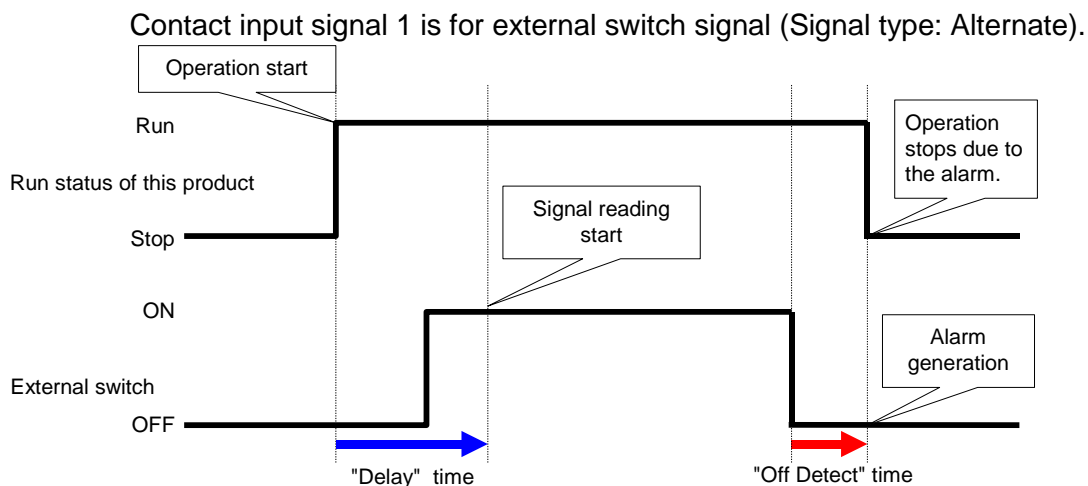 Contact input signal 1 is for external switch signal (Signal type: Alternate).
Operation start
Run
Operation
stops due to
the alarm.
Run status of this product
Signal reading
start
Stop
ON
Alarm
generation
External switch
OFF
"Delay"  time
"Off Detect" time